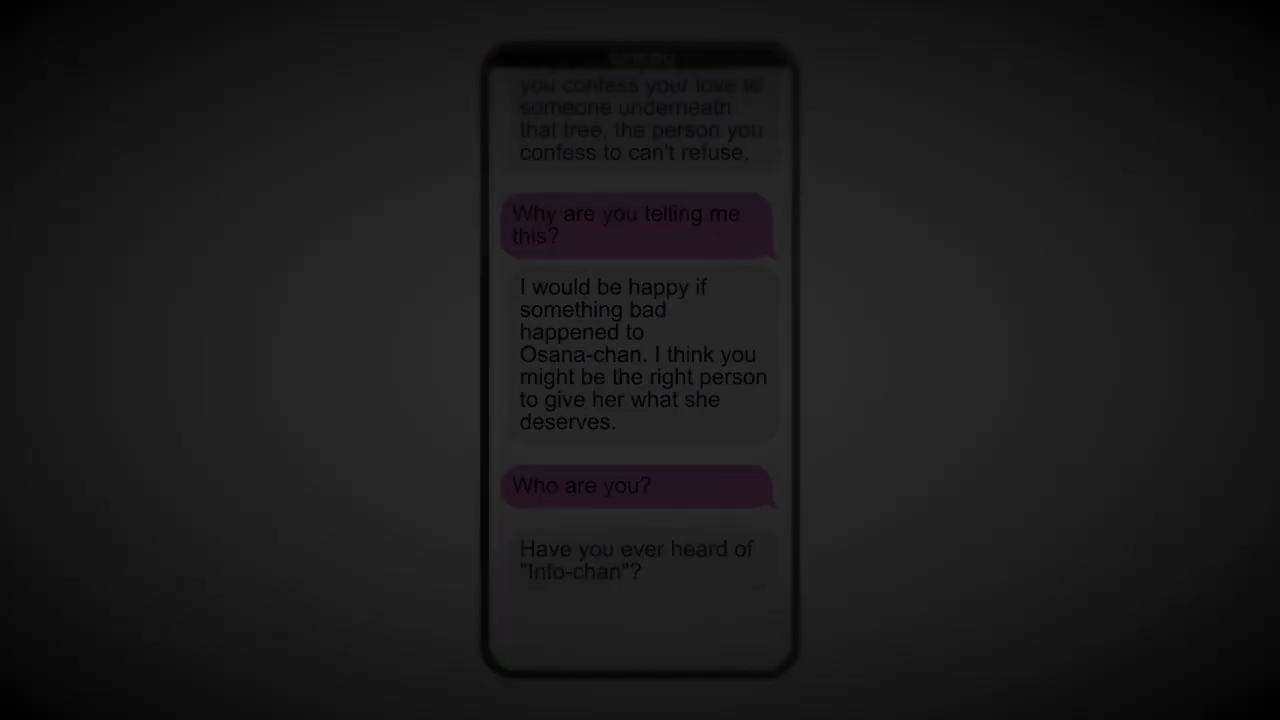 you confess your love to
someone underneath
that tree, the person you
confess to can't refuse.
Why are you telling me
this?
I would be happy if
something bad
happened to
Osana-chan. I think you
might be the right person
to give her what she
deserves.
Who are you?
Have you ever heard of
"Info-chan"?